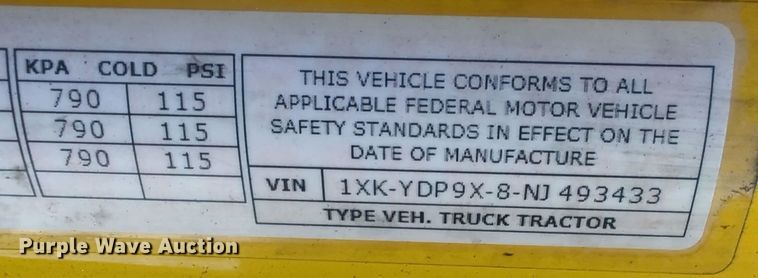 KPA COLD PSI
790 115
790 115
790 115
THIS VEHICLE CONFORMS TO ALL
APPLICABLE FEDERAL MOTOR VEHICLE
SAFETY STANDARDS IN EFFECT ON THE
DATE OF MANUFACTURE
VIN 1XK-YDP9X-8-NJ 493433
TYPE VEH. TRUCK TRACTOR
Purple Wave Auction